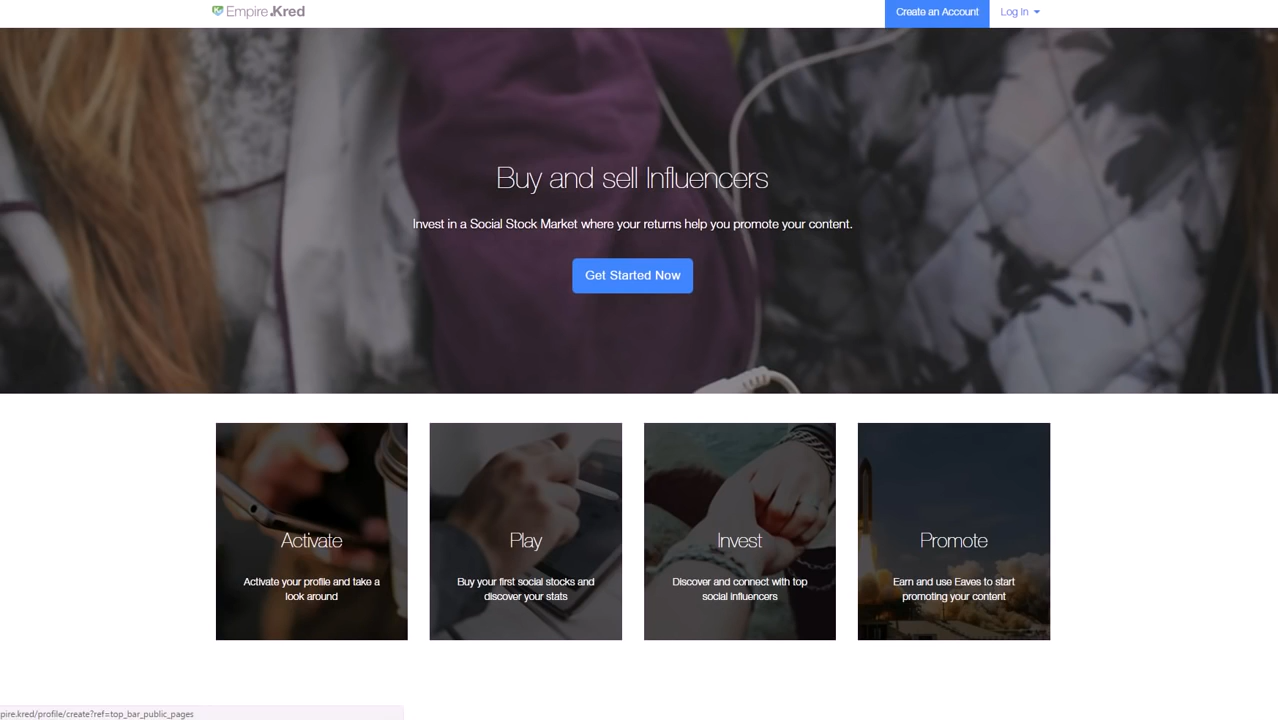 Empire.Kred
Create an Account
Log In
Buy and sell Influencers
Invest in a Social Stock Market where your returns help you promote your content.
Get Started Now
Activate
Activate your profile and take a
look around
Play
Buy your first social stocks and
discover your stats
Invest
Discover and connect with top
social influencers
Promote
Earn and use Eaves to start
promoting your content
pire.kred/profile/create?ref=top_bar_public_pages